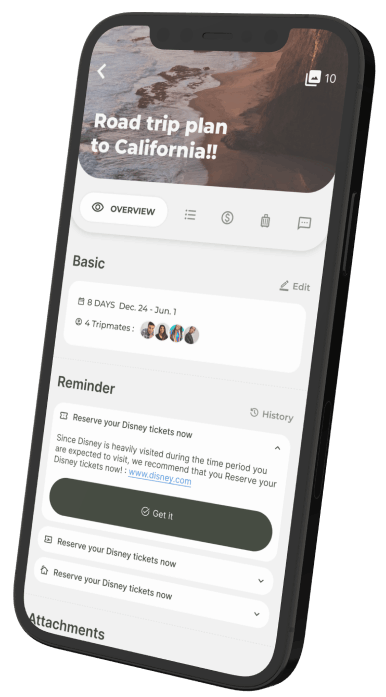 10
Road trip plan
to California!!
OVERVIEW
Basic
Edit
8 DAYS Dec. 24 - Jun. 1
4 Tripmates :
Reminder
History
Reserve your Disney tickets now
Since Disney is heavily visited during the time period you
are expected to visit, we recommend that you Reserve your
Disney tickets now! : www.disney.com
Get it
Reserve your Disney tickets now
Reserve your Disney tickets now
Attachments